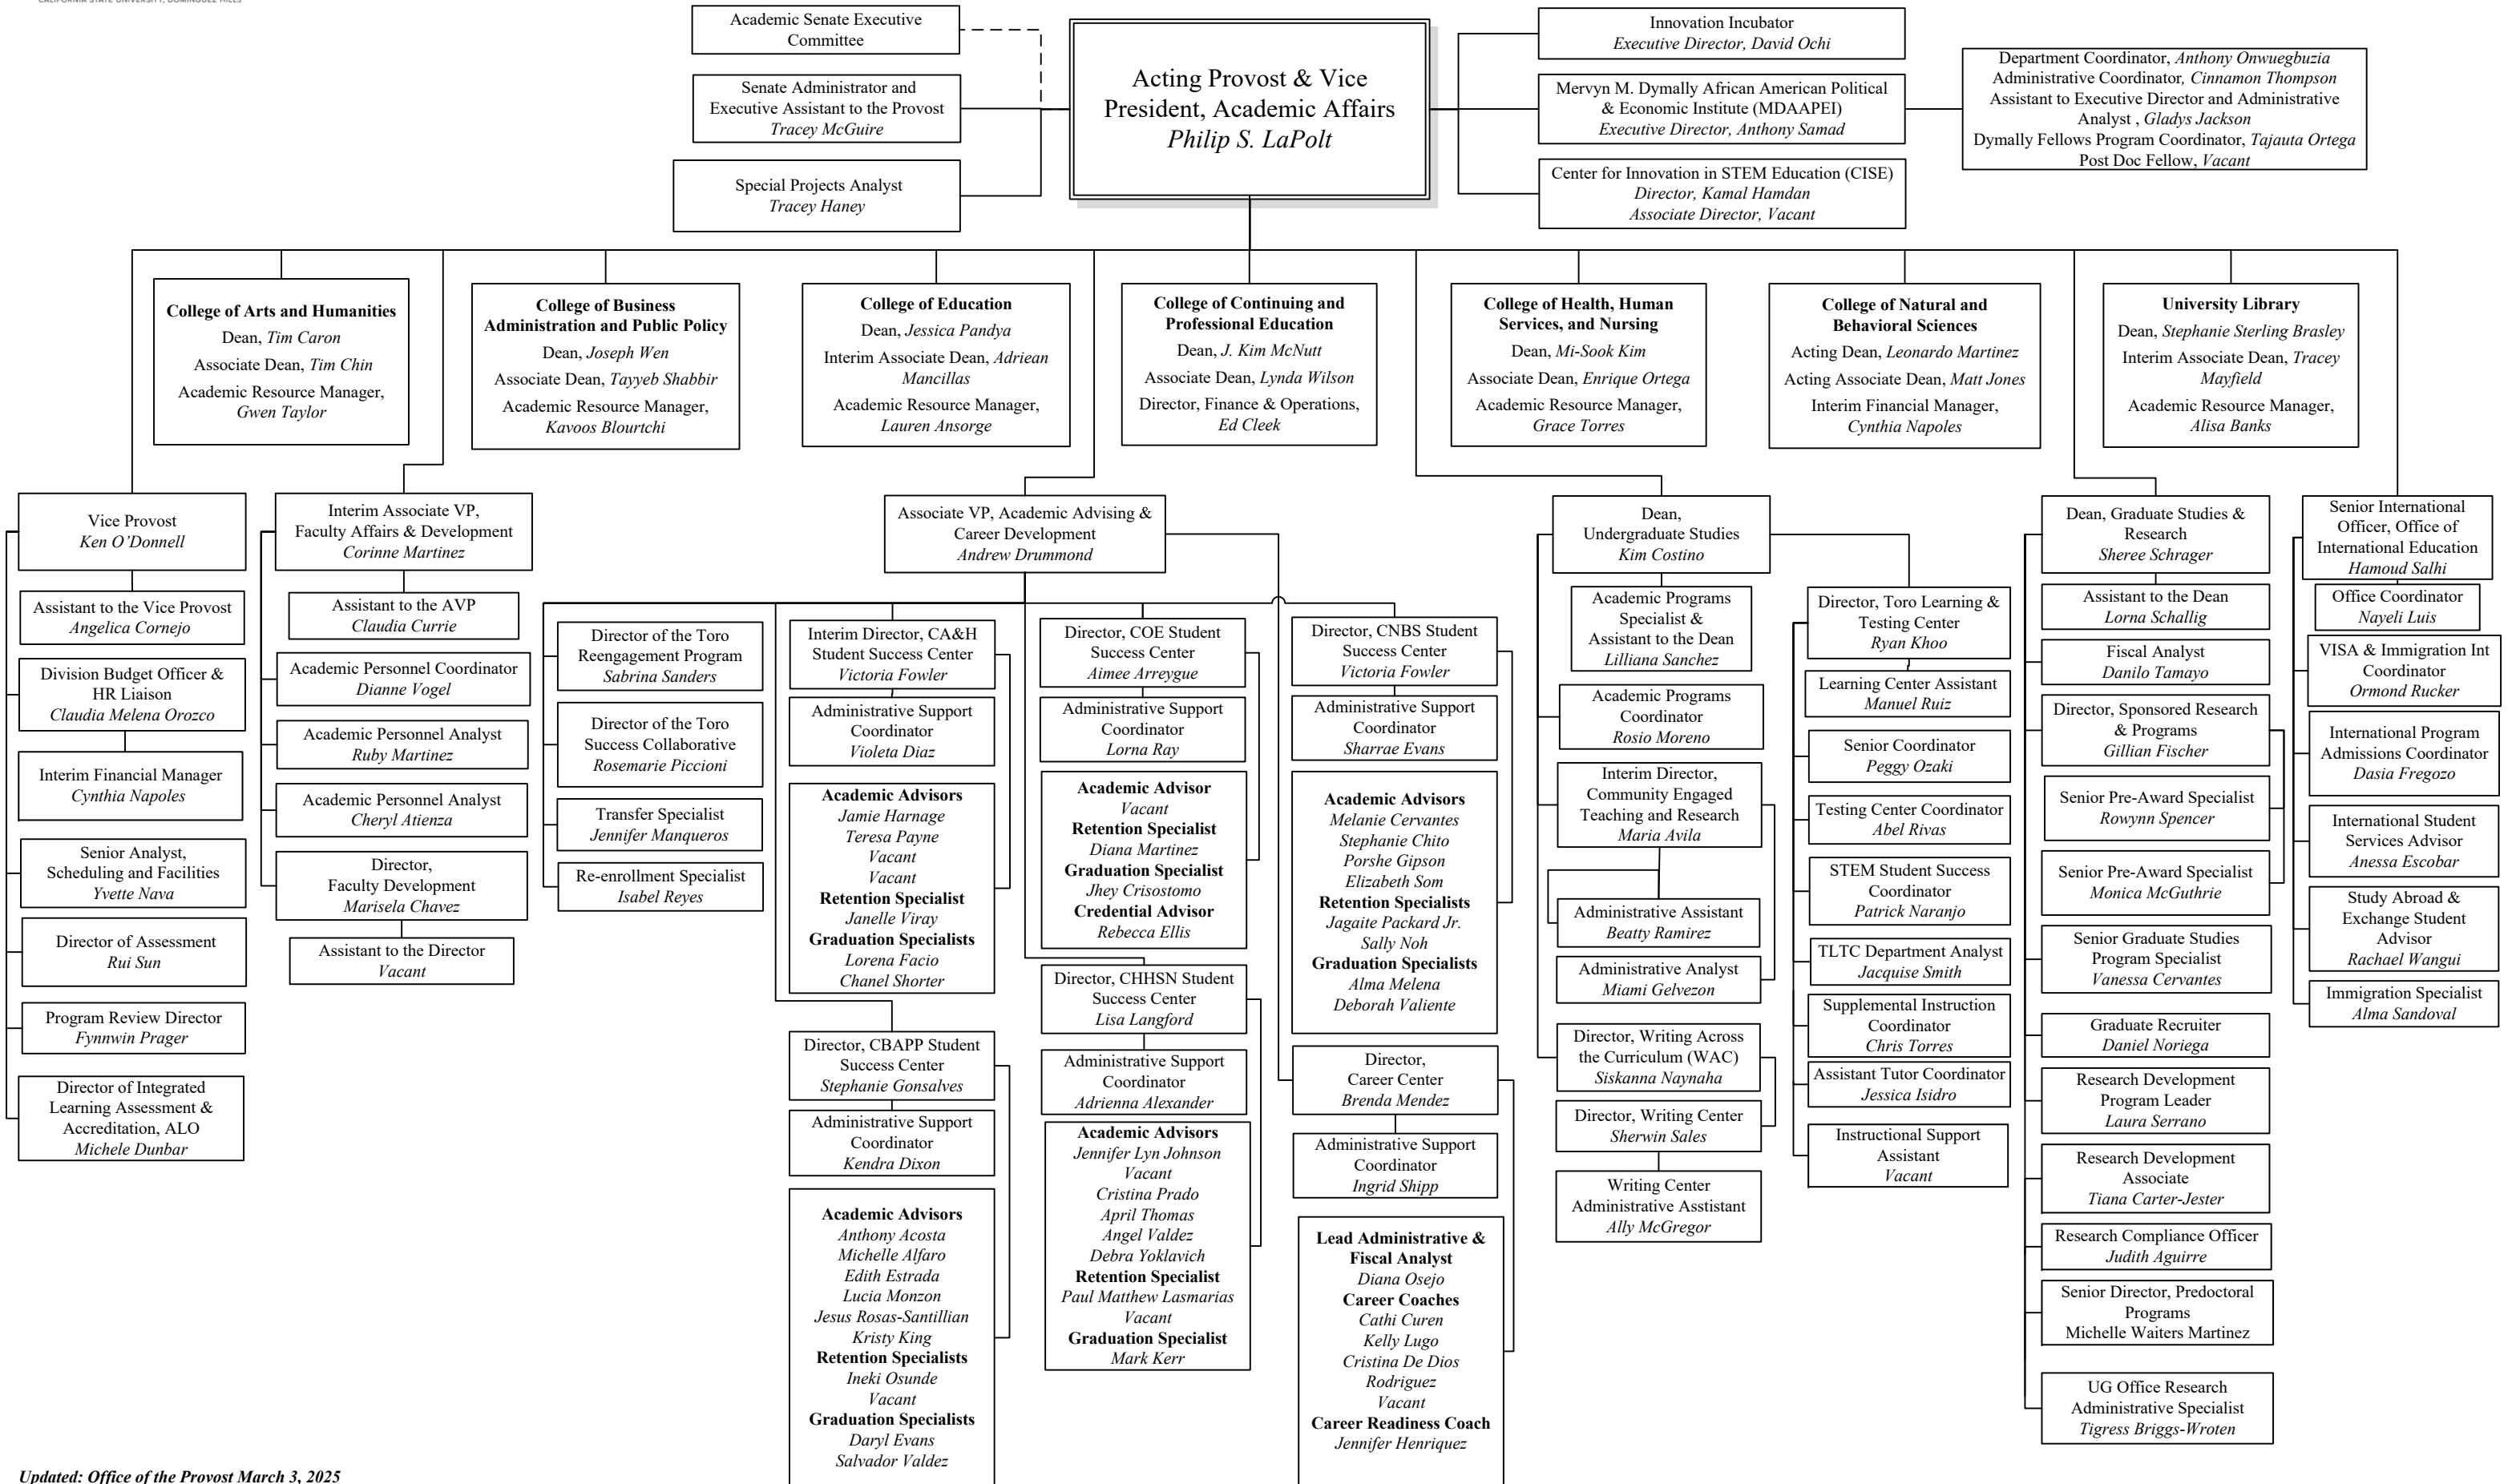 CALIFORNIA STATE UNIVERSITY, DOMINGUEZ HILLS
Academic Senate Executive
Committee
Senate Administrator and
Executive Assistant to the Provost
Tracey McGuire
Special Projects Analyst
Tracey Haney
Acting Provost & Vice
President, Academic Affairs
Philip S. LaPolt
Innovation Incubator
Executive Director, David Ochi
Mervyn M. Dymally African American Political
& Economic Institute (MDAAPEI)
Executive Director, Anthony Samad
Center for Innovation in STEM Education (CISE)
Director, Kamal Hamdan
Associate Director, Vacant
Department Coordinator, Anthony Onwuegbuzia
Administrative Coordinator, Cinnamon Thompson
Assistant to Executive Director and Administrative
Analyst , Gladys Jackson
Dymally Fellows Program Coordinator, Tajauta Ortega
Post Doc Fellow, Vacant
College of Arts and Humanities
Dean, Tim Caron
Associate Dean, Tim Chin
Academic Resource Manager,
Gwen Taylor
College of Business
Administration and Public Policy
Dean, Joseph Wen
Associate Dean, Tayyeb Shabbir
Academic Resource Manager,
Kavoos Blourtchi
College of Education
Dean, Jessica Pandya
Interim Associate Dean, Adriean
Mancillas
Academic Resource Manager,
Lauren Ansorge
College of Continuing and
Professional Education
Dean, J. Kim McNutt
Associate Dean, Lynda Wilson
Director, Finance & Operations,
Ed Cleek
College of Health, Human
Services, and Nursing
Dean, Mi-Sook Kim
Associate Dean, Enrique Ortega
Academic Resource Manager,
Grace Torres
College of Natural and
Behavioral Sciences
Acting Dean, Leonardo Martinez
Acting Associate Dean, Matt Jones
Interim Financial Manager,
Cynthia Napoles
University Library
Dean, Stephanie Sterling Brasley
Interim Associate Dean, Tracey
Mayfield
Academic Resource Manager,
Alisa Banks
Vice Provost
Ken O’Donnell
Assistant to the Vice Provost
Angelica Cornejo
Division Budget Officer &
HR Liaison
Claudia Melena Orozco
Interim Financial Manager
Cynthia Napoles
Senior Analyst,
Scheduling and Facilities
Yvette Nava
Director of Assessment
Rui Sun
Program Review Director
Fynnwin Prager
Director of Integrated
Learning Assessment &
Accreditation, ALO
Michele Dunbar
Interim Associate VP,
Faculty Affairs & Development
Corinne Martinez
Assistant to the AVP
Claudia Currie
Academic Personnel Coordinator
Dianne Vogel
Academic Personnel Analyst
Ruby Martinez
Academic Personnel Analyst
Cheryl Atienza
Director,
Faculty Development
Marisela Chavez
Assistant to the Director
Vacant
Associate VP, Academic Advising &
Career Development
Andrew Drummond
Director of the Toro
Reengagement Program
Sabrina Sanders
Director of the Toro
Success Collaborative
Rosemarie Piccioni
Transfer Specialist
Jennifer Manqueros
Re-enrollment Specialist
Isabel Reyes
Interim Director, CA&H
Student Success Center
Victoria Fowler
Administrative Support
Coordinator
Violeta Diaz
Academic Advisors
Jamie Harnage
Teresa Payne
Vacant
Vacant
Retention Specialist
Janelle Viray
Graduation Specialists
Lorena Facio
Chanel Shorter
Director, CBAPP Student
Success Center
Stephanie Gonsalves
Administrative Support
Coordinator
Kendra Dixon
Academic Advisors
Anthony Acosta
Michelle Alfaro
Edith Estrada
Lucia Monzon
Jesus Rosas-Santillian
Kristy King
Retention Specialists
Ineki Osunde
Vacant
Graduation Specialists
Daryl Evans
Salvador Valdez
Director, COE Student
Success Center
Aimee Arreygue
Administrative Support
Coordinator
Lorna Ray
Academic Advisor
Vacant
Retention Specialist
Diana Martinez
Graduation Specialist
Jhey Crisostomo
Credential Advisor
Rebecca Ellis
Director, CHHSN Student
Success Center
Lisa Langford
Administrative Support
Coordinator
Adrienna Alexander
Academic Advisors
Jennifer Lyn Johnson
Vacant
Cristina Prado
April Thomas
Angel Valdez
Debra Yoklavich
Retention Specialist
Paul Matthew Lasmarias
Vacant
Graduation Specialist
Mark Kerr
Director, CNBS Student
Success Center
Victoria Fowler
Administrative Support
Coordinator
Sharrae Evans
Academic Advisors
Melanie Cervantes
Stephanie Chito
Porshe Gipson
Elizabeth Som
Retention Specialists
Jagaite Packard Jr.
Sally Noh
Graduation Specialists
Alma Melena
Deborah Valiente
Director,
Career Center
Brenda Mendez
Administrative Support
Coordinator
Ingrid Shipp
Lead Administrative &
Fiscal Analyst
Diana Osejo
Career Coaches
Cathi Curen
Kelly Lugo
Cristina De Dios
Rodriguez
Vacant
Career Readiness Coach
Jennifer Henriquez
Dean,
Undergraduate Studies
Kim Costino
Academic Programs
Specialist &
Assistant to the Dean
Lilliana Sanchez
Academic Programs
Coordinator
Rosio Moreno
Interim Director,
Community Engaged
Teaching and Research
Maria Avila
Administrative Assistant
Beatty Ramirez
Administrative Analyst
Miami Gelvezon
Director, Writing Across
the Curriculum (WAC)
Siskanna Naynaha
Director, Writing Center
Sherwin Sales
Writing Center
Administrative Asstistant
Ally McGregor
Director, Toro Learning &
Testing Center
Ryan Khoo
Learning Center Assistant
Manuel Ruiz
Senior Coordinator
Peggy Ozaki
Testing Center Coordinator
Abel Rivas
STEM Student Success
Coordinator
Patrick Naranjo
TLTC Department Analyst
Jacquise Smith
Supplemental Instruction
Coordinator
Chris Torres
Assistant Tutor Coordinator
Jessica Isidro
Instructional Support
Assistant
Vacant
Dean, Graduate Studies &
Research
Sheree Schrager
Assistant to the Dean
Lorna Schallig
Fiscal Analyst
Danilo Tamayo
Director, Sponsored Research
& Programs
Gillian Fischer
Senior Pre-Award Specialist
Rowynn Spencer
Senior Pre-Award Specialist
Monica McGuthrie
Senior Graduate Studies
Program Specialist
Vanessa Cervantes
Graduate Recruiter
Daniel Noriega
Research Development
Program Leader
Laura Serrano
Research Development
Associate
Tiana Carter-Jester
Research Compliance Officer
Judith Aguirre
Senior Director, Predoctoral
Programs
Michelle Waiters Martinez
UG Office Research
Administrative Specialist
Tigress Briggs-Wroten
Senior International
Officer, Office of
International Education
Hamoud Salhi
Office Coordinator
Nayeli Luis
VISA & Immigration Int
Coordinator
Ormond Rucker
International Program
Admissions Coordinator
Dasia Fregozo
International Student
Services Advisor
Anessa Escobar
Study Abroad &
Exchange Student
Advisor
Rachael Wangui
Immigration Specialist
Alma Sandoval
Updated: Office of the Provost March 3, 2025